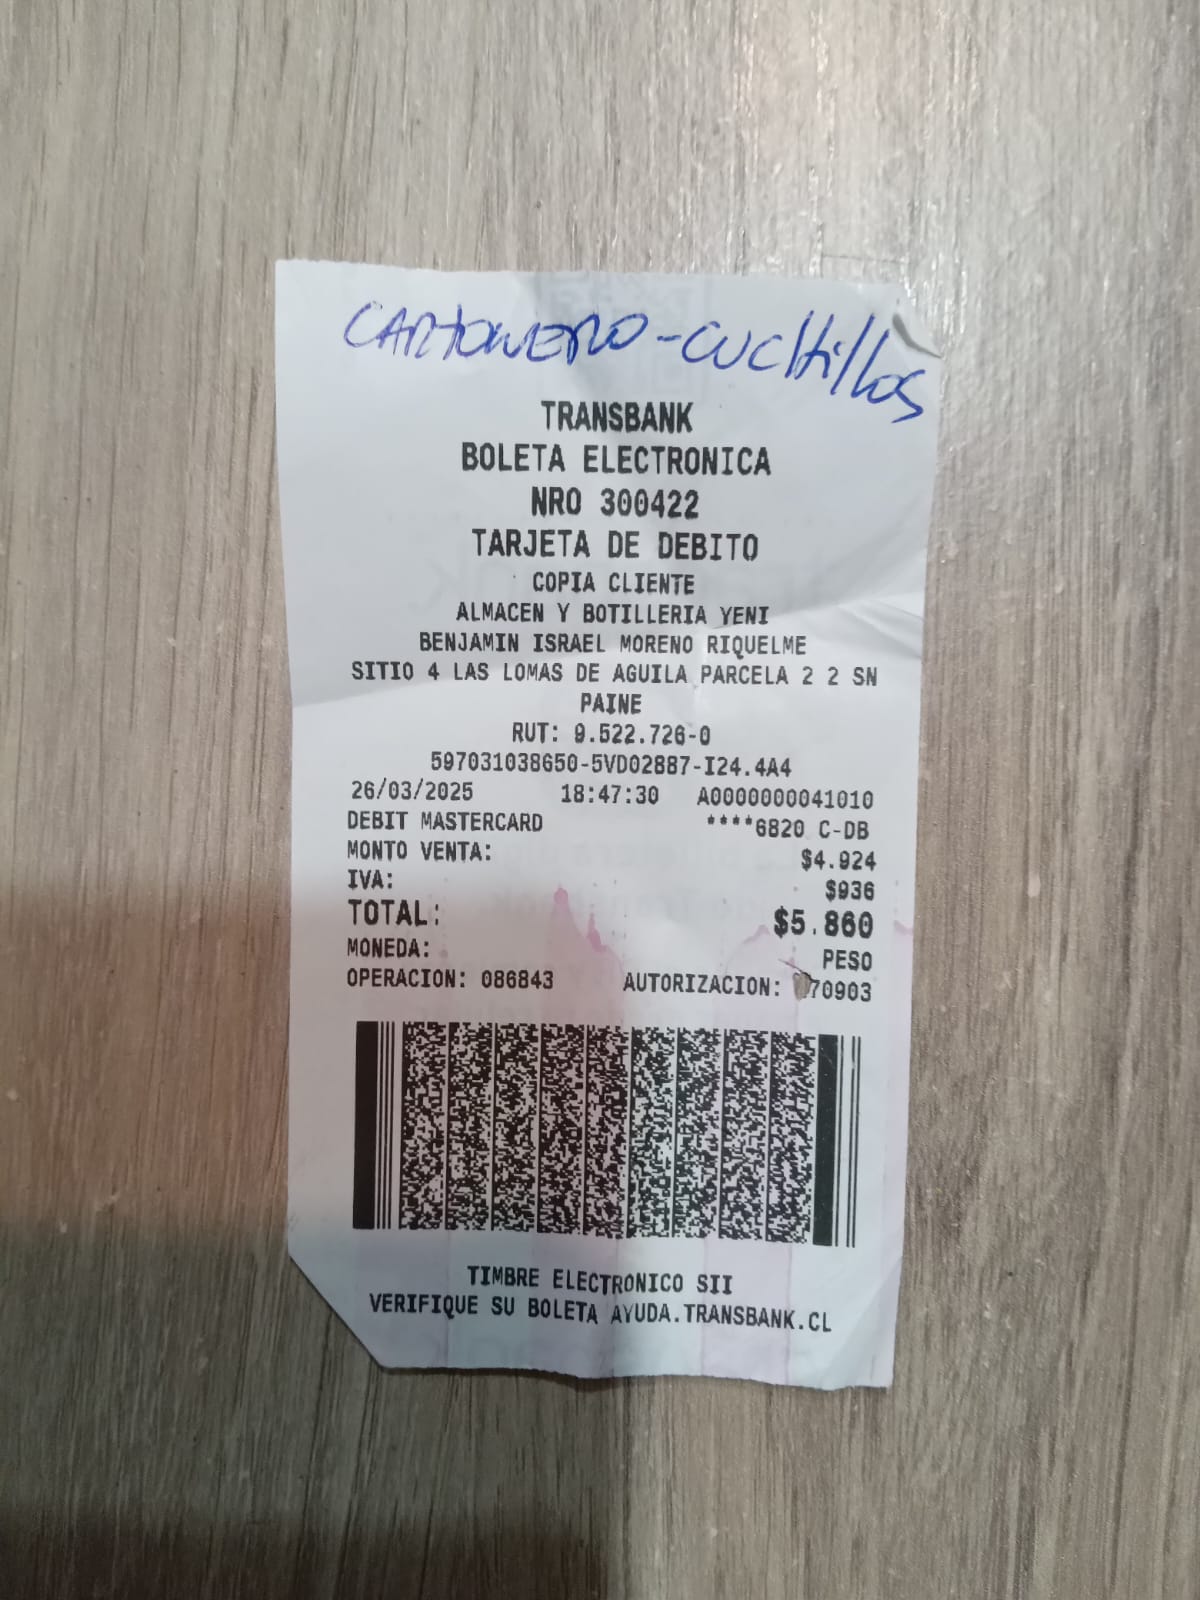 CARTONERO - CUCHILLOS
TRANSBANK
BOLETA ELECTRONICA
NRO 300422
TARJETA DE DEBITO
COPIA CLIENTE
ALMACEN Y BOTILLERIA YENI
BENJAMIN ISRAEL MORENO RIQUELME
SITIO 4 LAS LOMAS DE AGUILA PARCELA 2 2 SN
PAINE
RUT: 9.522.726-0
597031038650-5VD02887-I24.4A4
26/03/2025 18:47:30 A0000000041010
DEBIT MASTERCARD ****6820 C-DB
MONTO VENTA: $4.924
IVA: $936
TOTAL: $5.860
MONEDA: PESO
OPERACION: 086843 AUTORIZACION: 70903
TIMBRE ELECTRONICO SII
VERIFIQUE SU BOLETA AYUDA.TRANSBANK.CL